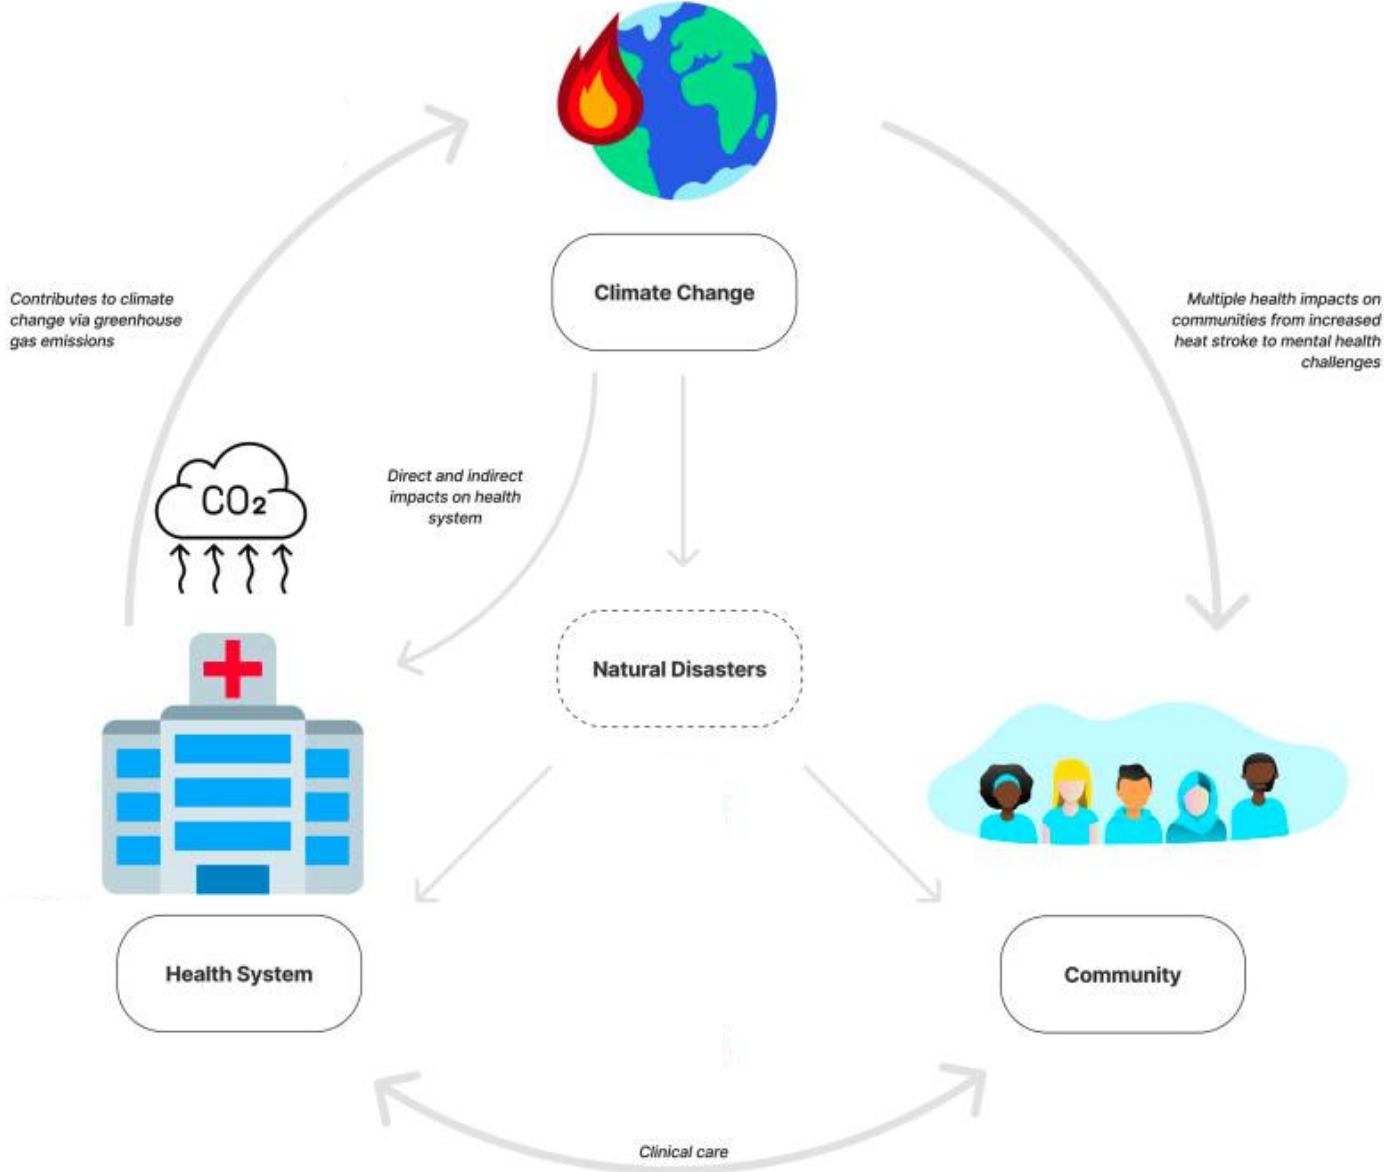 Climate Change
Contributes to climate
change via greenhouse
gas emissions
Multiple health impacts on
communities from increased
heat stroke to mental health
challenges
Direct and indirect
impacts on health
system
CO₂
Natural Disasters
Health System
Community
Clinical care